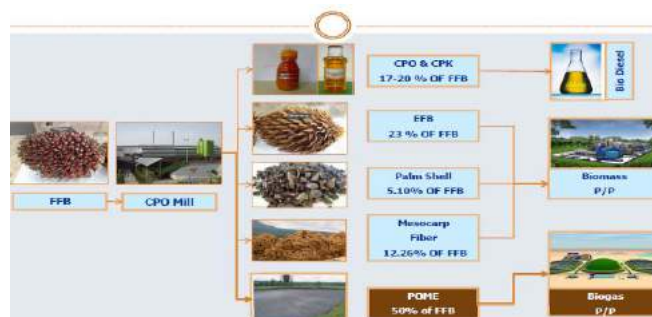 CPO & CPK
17-20 % OF FFB
Bio Diesel
EFB
23 % OF FFB
FFB
CPO Mill
Palm Shell
5.10% OF FFB
Biomass
P/P
Mesocarp
Fiber
12.26% OF FFB
POME
50% of FFB
Biogas
P/P